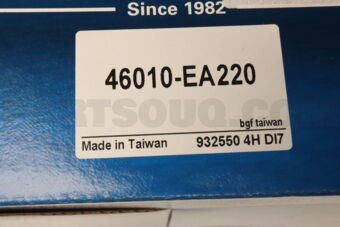 Since 1982
46010-EA220
bgf taiwan
Made in Taiwan 932550 4H DI7